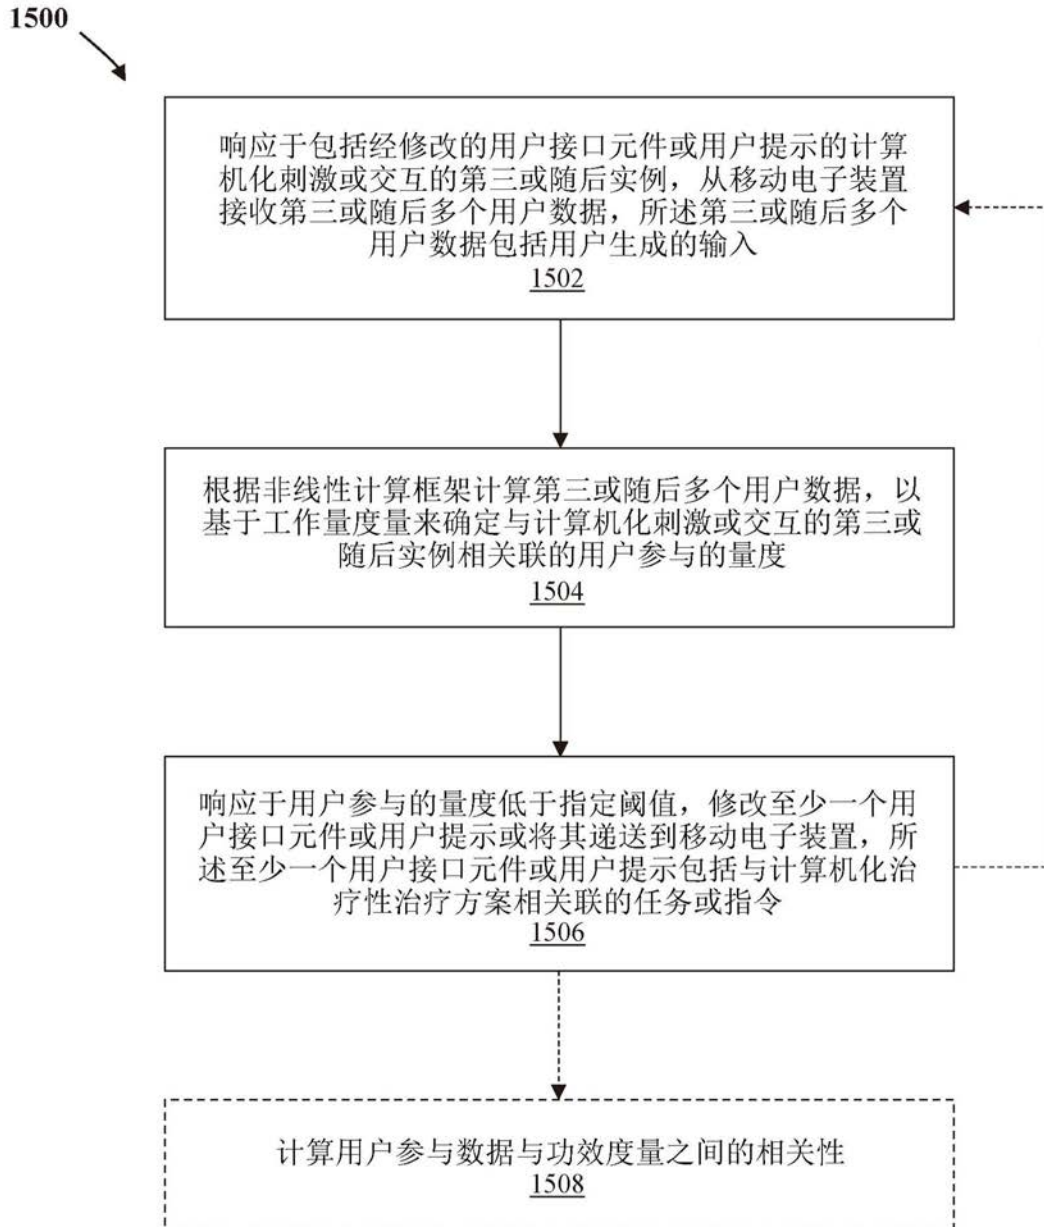 1500
响应于包括经修改的用户接口元件或用户提示的计算
机化刺激或交互的第三或随后实例，从移动电子装置
接收第三或随后多个用户数据，所述第三或随后多个
用户数据包括用户生成的输入
1502
根据非线性计算框架计算第三或随后多个用户数据，以
基于工作量度量来确定与计算机化刺激或交互的第三或
随后实例相关联的用户参与的量度
1504
响应于用户参与的量度低于指定阈值，修改至少一个用
户接口元件或用户提示或将其递送到移动电子装置，所
述至少一个用户接口元件或用户提示包括与计算机化治
疗性治疗方案相关联的任务或指令
1506
计算用户参与数据与功效度量之间的相关性
1508